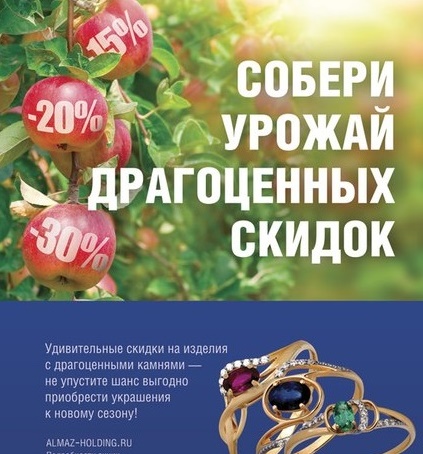 15%
-20%
-30%
СОБЕРИ
УРОЖАЙ
ДРАГОЦЕННЫХ
СКИДОК
Удивительные скидки на изделия
с драгоценными камнями —
не упустите шанс выгодно
приобрести украшения
к новому сезону!
ALMAZ-HOLDING.RU